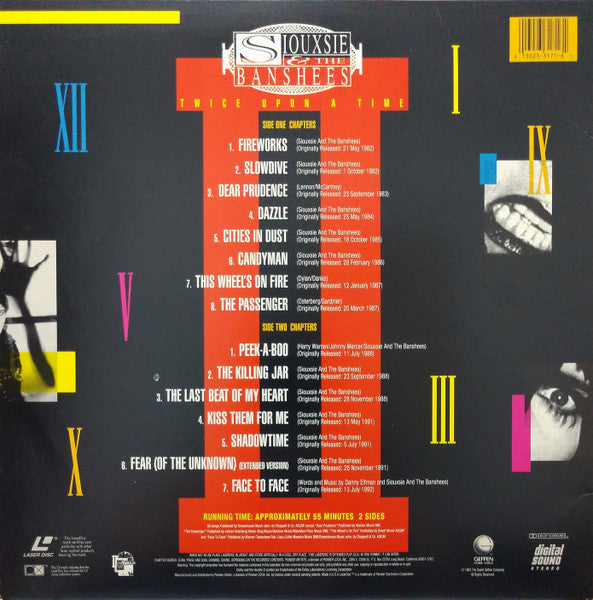 SIOUXSIE
& THE
BANSHEES
TWICE UPON A TIME
I
XII
IX
V
III
X
SIDE ONE CHAPTERS
1. FIREWORKS (Siouxsie And The Banshees)
(Originally Released: 21 May 1982)
2. SLOWDIVE (Siouxsie And The Banshees)
(Originally Released: 1 October 1982)
3. DEAR PRUDENCE (Lennon/McCartney)
(Originally Released: 23 September 1983)
4. DAZZLE (Siouxsie And The Banshees)
(Originally Released: 25 May 1984)
5. CITIES IN DUST (Siouxsie And The Banshees)
(Originally Released: 18 October 1985)
6. CANDYMAN (Siouxsie And The Banshees)
(Originally Released: 28 February 1986)
7. THIS WHEEL'S ON FIRE (Dylan/Danko)
(Originally Released: 12 January 1987)
8. THE PASSENGER (Osterberg/Gardiner)
(Originally Released: 20 March 1987)
SIDE TWO CHAPTERS
1. PEEK-A-BOO (Harry Warren/Johnny Mercer/Siouxsie And The Banshees)
(Originally Released: 11 July 1988)
2. THE KILLING JAR (Siouxsie And The Banshees)
(Originally Released: 23 September 1988)
3. THE LAST BEAT OF MY HEART (Siouxsie And The Banshees)
(Originally Released: 28 November 1988)
4. KISS THEM FOR ME (Siouxsie And The Banshees)
(Originally Released: 13 May 1991)
5. SHADOWTIME (Siouxsie And The Banshees)
(Originally Released: 5 July 1991)
6. FEAR (OF THE UNKNOWN) (EXTENDED VERSION) (Siouxsie And The Banshees)
(Originally Released: 26 November 1991)
7. FACE TO FACE (Words and Music by Danny Elfman and Siouxsie And The Banshees)
(Originally Released: 13 July 1992)
RUNNING TIME: APPROXIMATELY 55 MINUTES 2 SIDES
LASER DISC
GEFFEN
digital
sound
STEREO